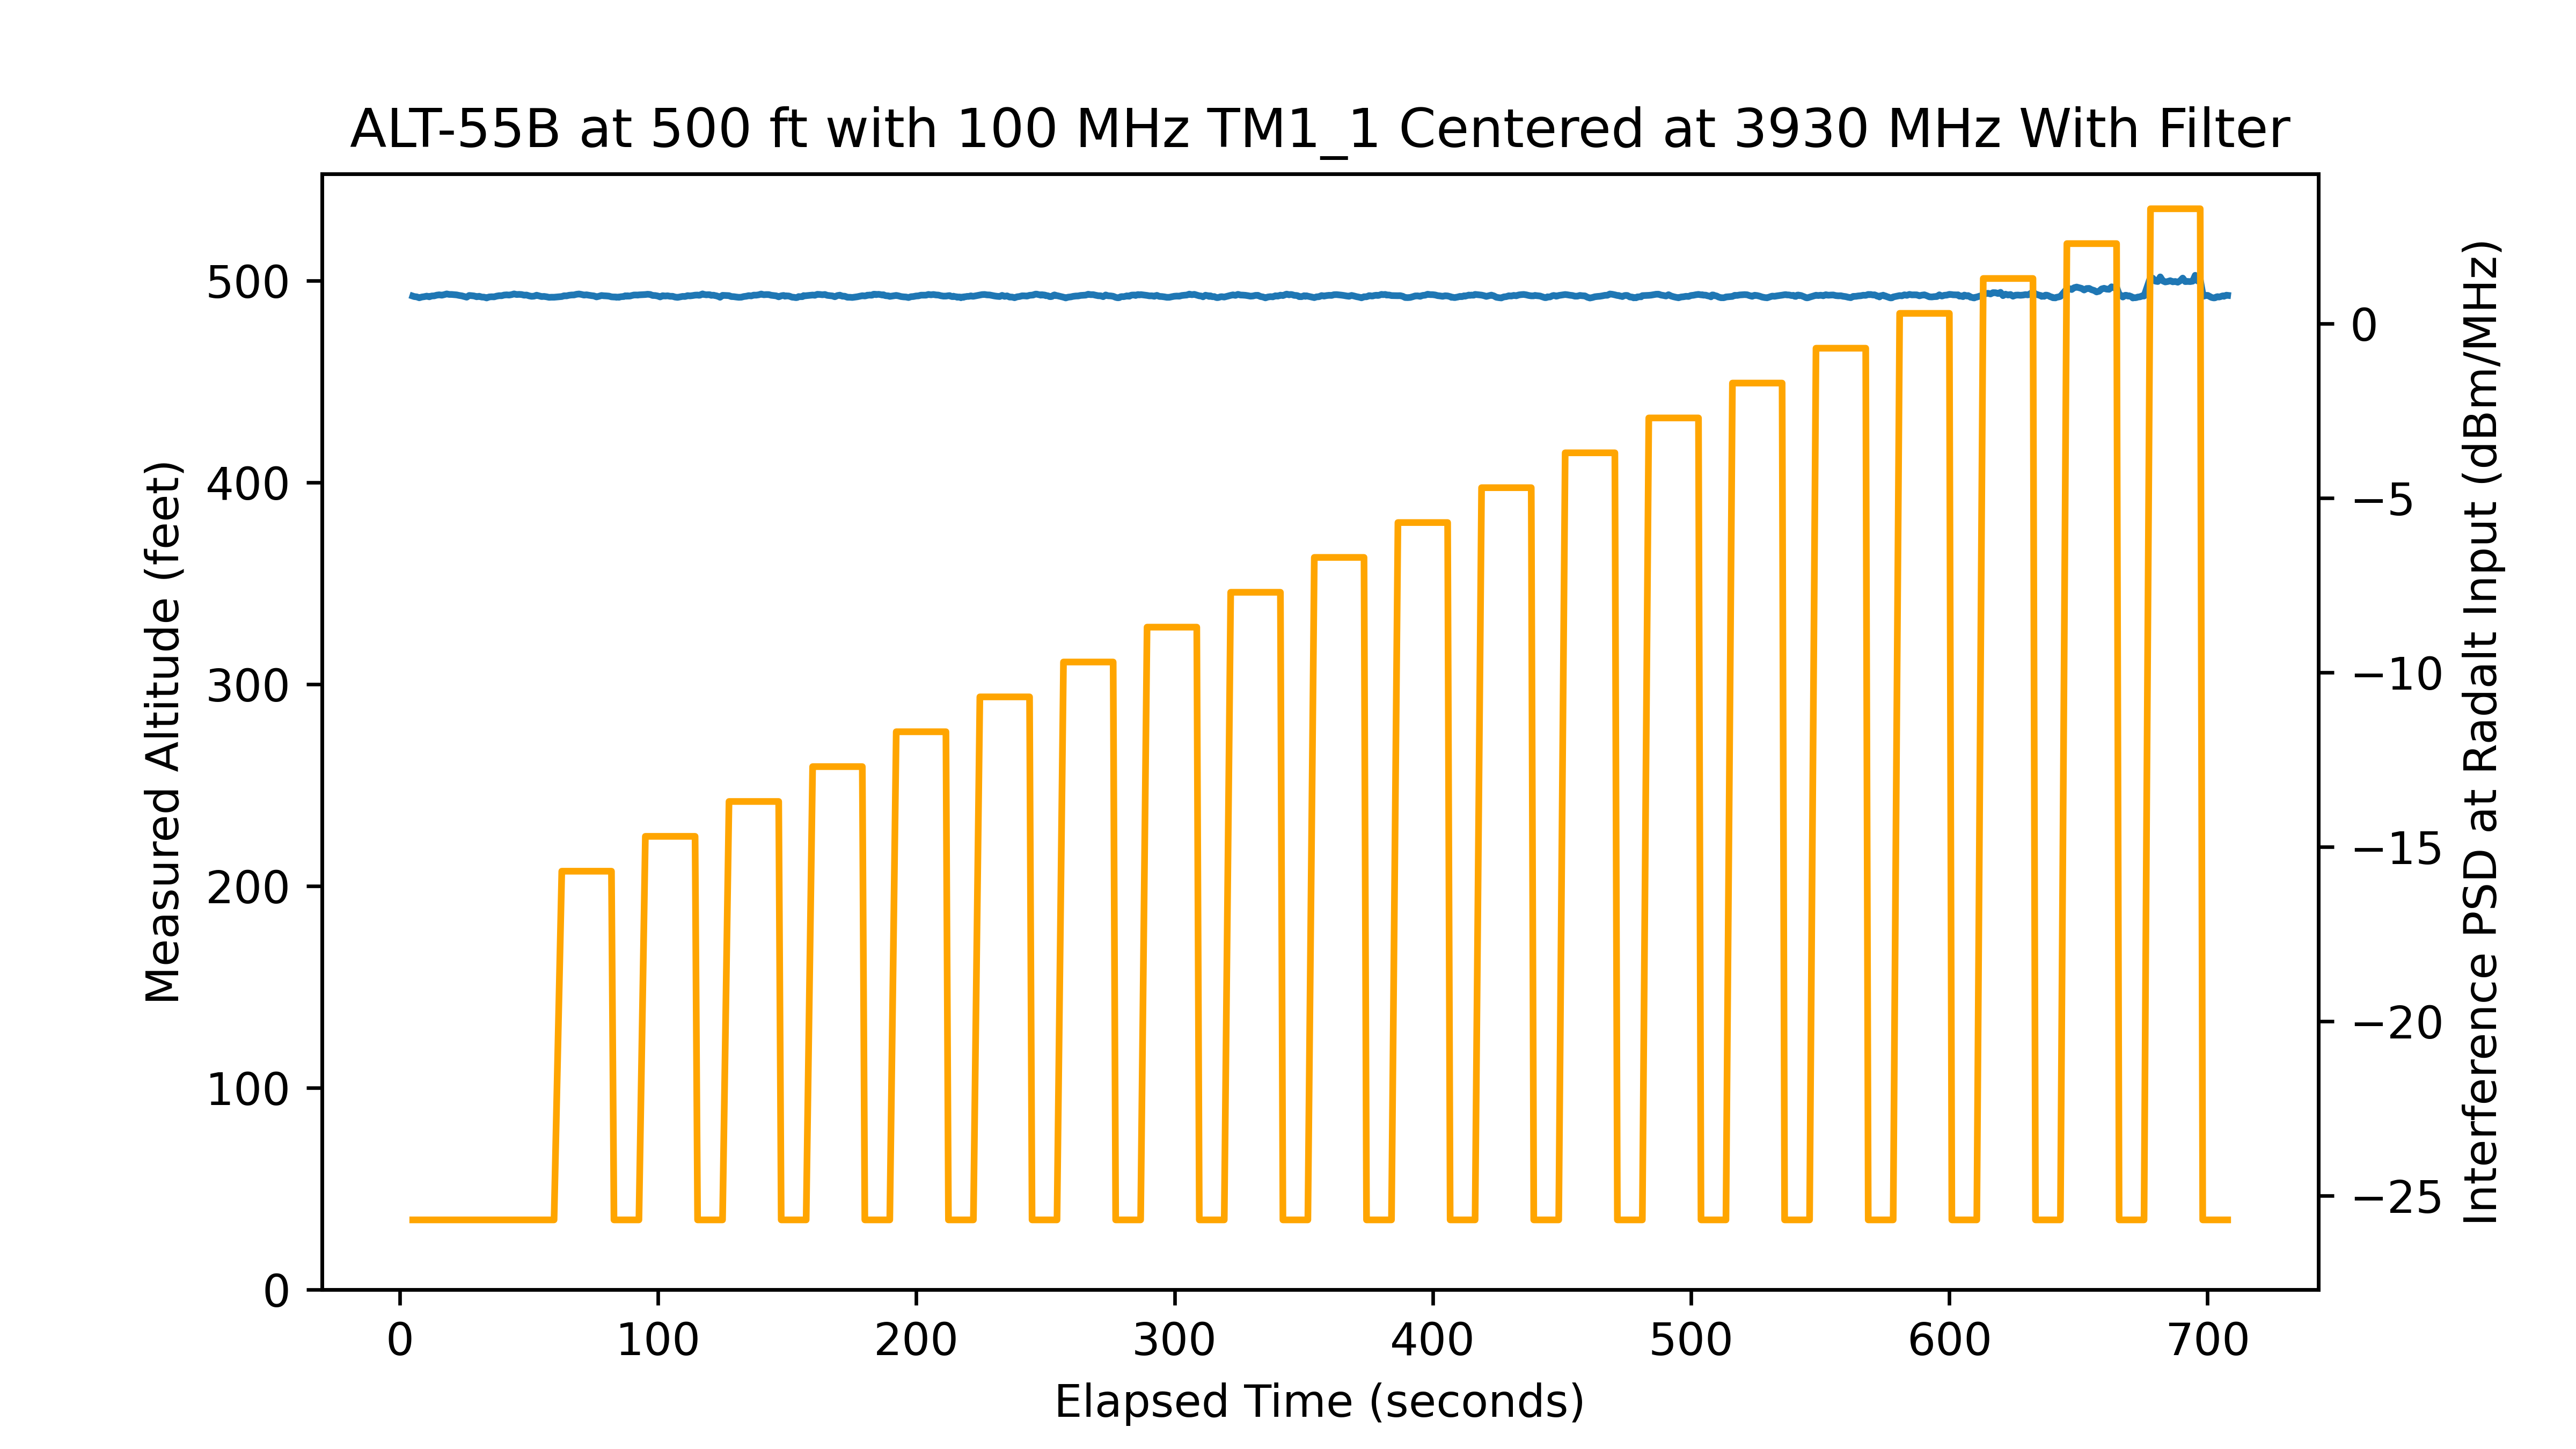 ALT-55B at 500 ft with 100 MHz TM1_1 Centered at 3930 MHz With Filter
Measured Altitude (feet)
500
400
300
200
100
0
0
−5
−10
−15
−20
−25
Interference PSD at Radalt Input (dBm/MHz)
0 100 200 300 400 500 600 700
Elapsed Time (seconds)